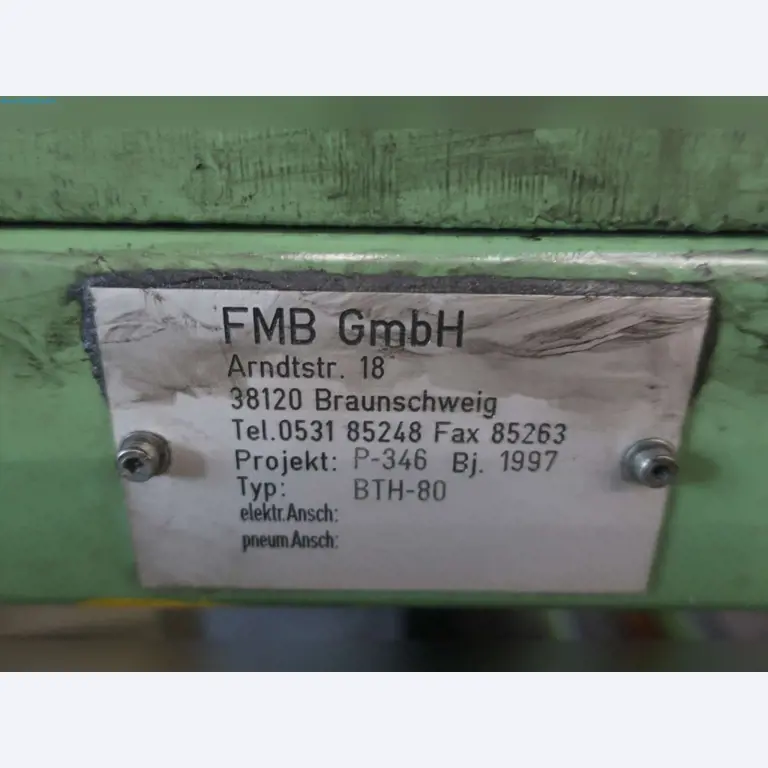 FMB GmbH
Arndtstr. 18
38120 Braunschweig
Tel.0531 85248 Fax 85263
Projekt: P-346 Bj. 1997
Typ: BTH-80
elektr.Ansch:
pneum.Ansch: